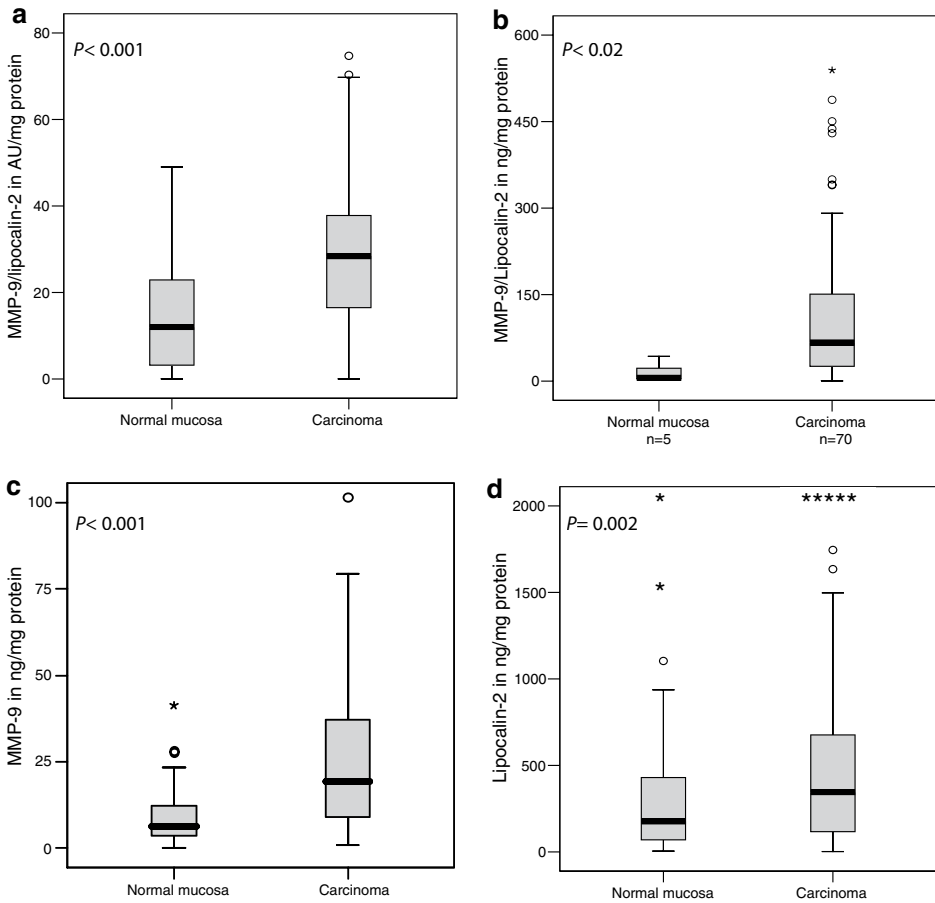 a
P< 0.001
MMP-9/lipocalin-2 in AU/mg protein
80
60
40
20
0
Normal mucosa
Carcinoma
b
P< 0.02
MMP-9/Lipocalin-2 in ng/mg protein
600
450
300
150
0
*
Normal mucosa
n=5
Carcinoma
n=70
c
P< 0.001
MMP-9 in ng/mg protein
100
75
50
25
0
*
Normal mucosa
Carcinoma
d
P= 0.002
Lipocalin-2 in ng/mg protein
2000
1500
1000
500
0
*
*
*****
Normal mucosa
Carcinoma